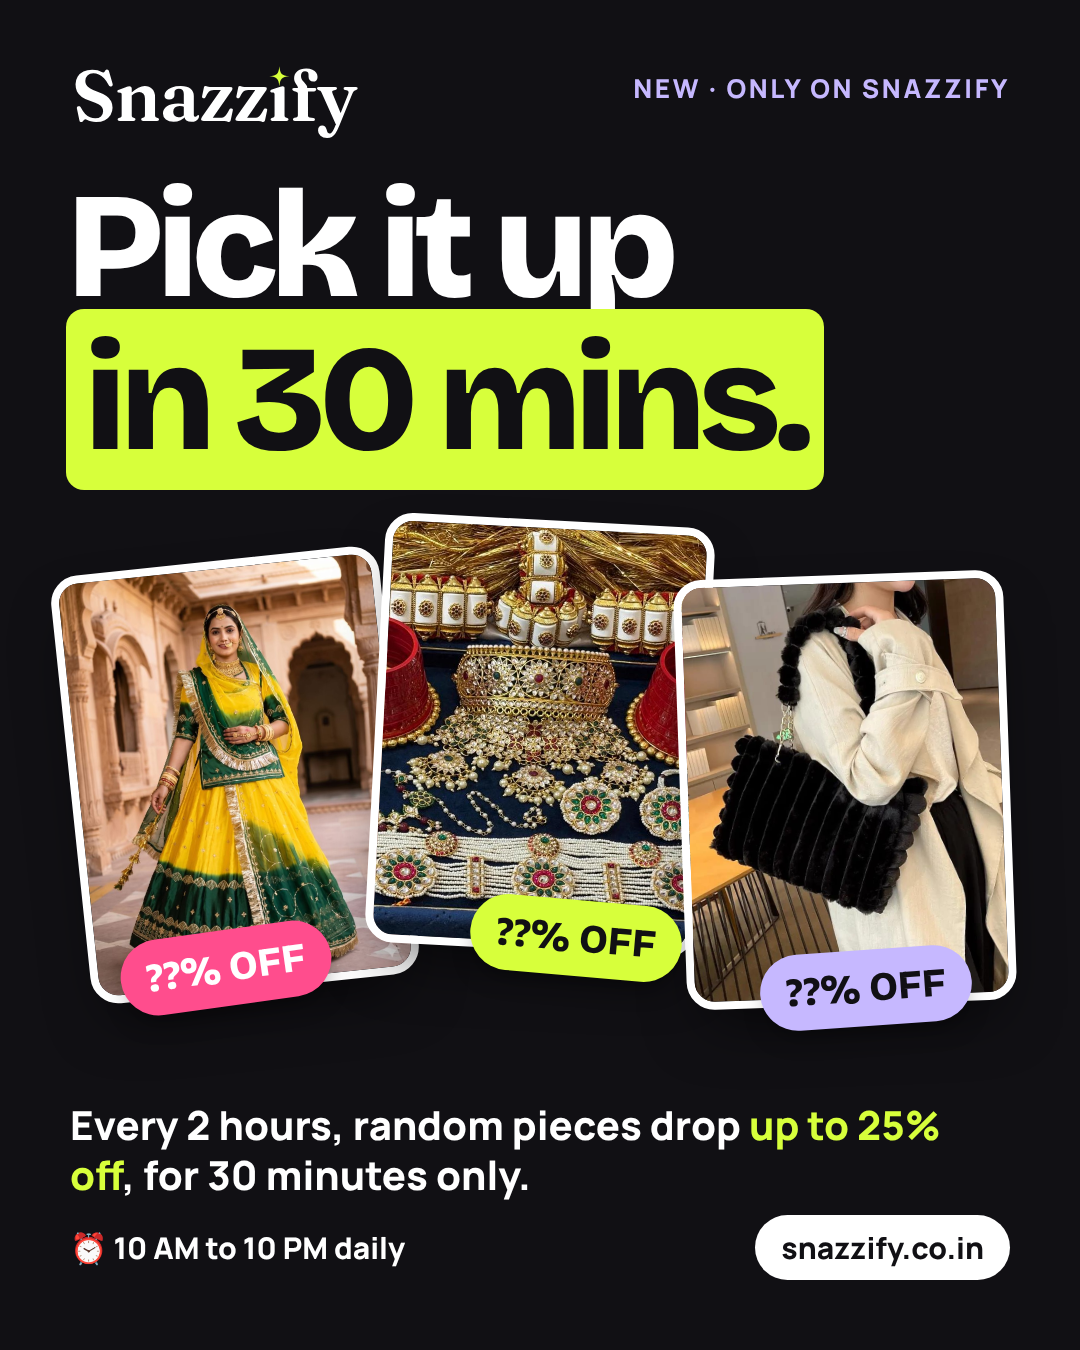 Snazzify
NEW · ONLY ON SNAZZIFY
Pick it up
in 30 mins.
??% OFF
??% OFF
??% OFF
Every 2 hours, random pieces drop up to 25%
off, for 30 minutes only.
⏰ 10 AM to 10 PM daily
snazzify.co.in